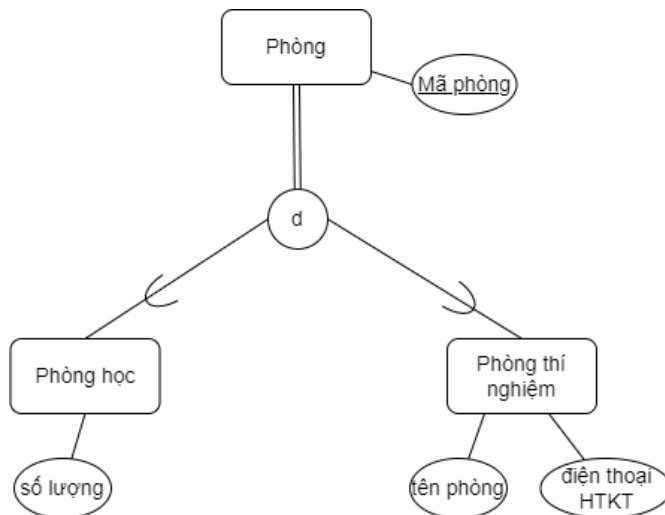 Phòng
Mã phòng
d
Phòng học
Phòng thí
nghiệm
số lượng
tên phòng
điện thoại
HTKT